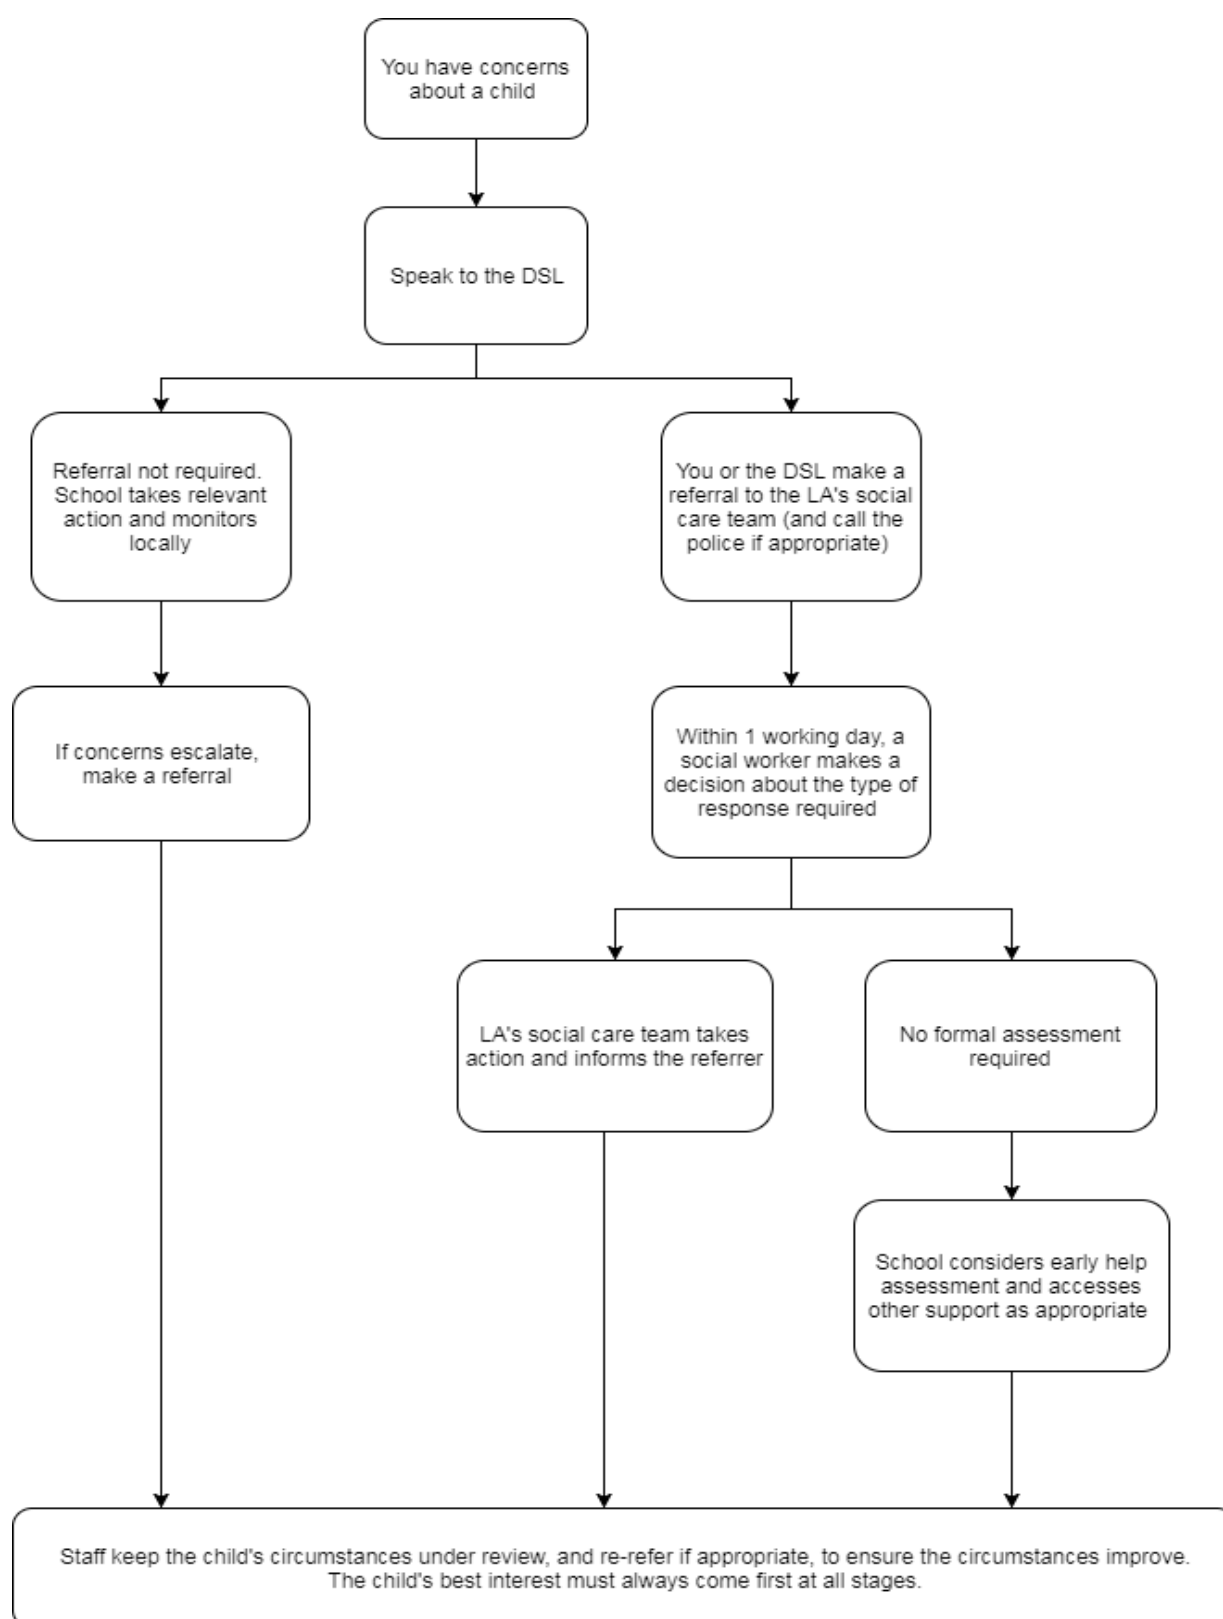 You have concerns
about a child
Speak to the DSL
Referral not required.
School takes relevant
action and monitors
locally
You or the DSL make a
referral to the LA's social
care team (and call the
police if appropriate)
If concerns escalate,
make a referral
Within 1 working day, a
social worker makes a
decision about the type of
response required
LA's social care team takes
action and informs the referrer
No formal assessment
required
School considers early help
assessment and accesses
other support as appropriate
Staff keep the child's circumstances under review, and re-refer if appropriate, to ensure the circumstances improve.
The child's best interest must always come first at all stages.